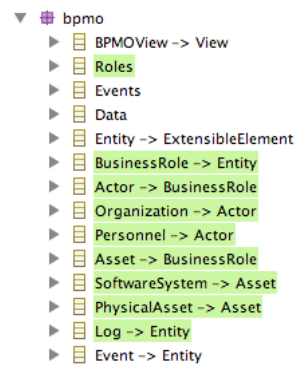 bpmo
BPMOView -> View
Roles
Events
Data
Entity -> ExtensibleElement
BusinessRole -> Entity
Actor -> BusinessRole
Organization -> Actor
Personnel -> Actor
Asset -> BusinessRole
SoftwareSystem -> Asset
PhysicalAsset -> Asset
Log -> Entity
Event -> Entity